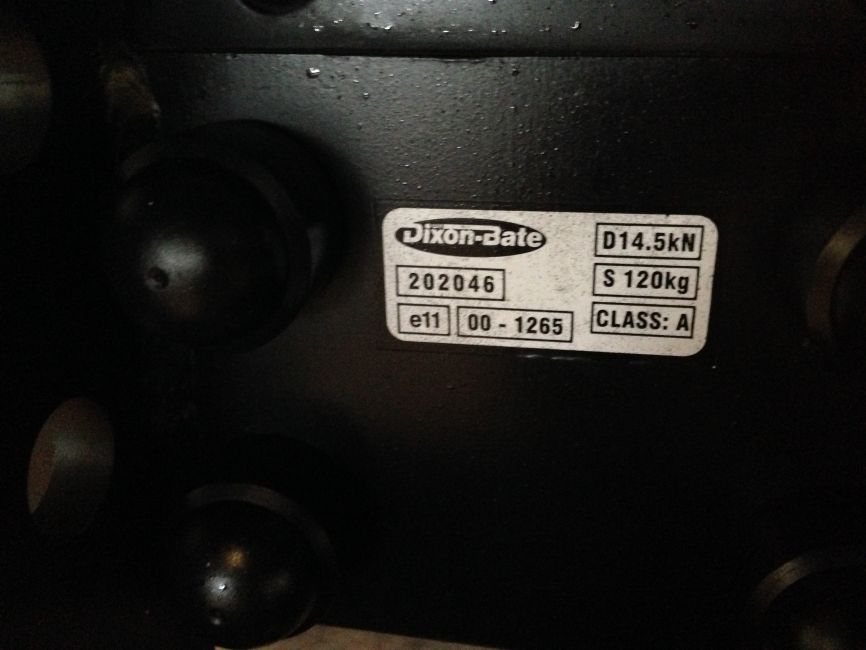 Dixon-Bate
D14.5kN
202046
S 120kg
e11 00 - 1265
CLASS: A